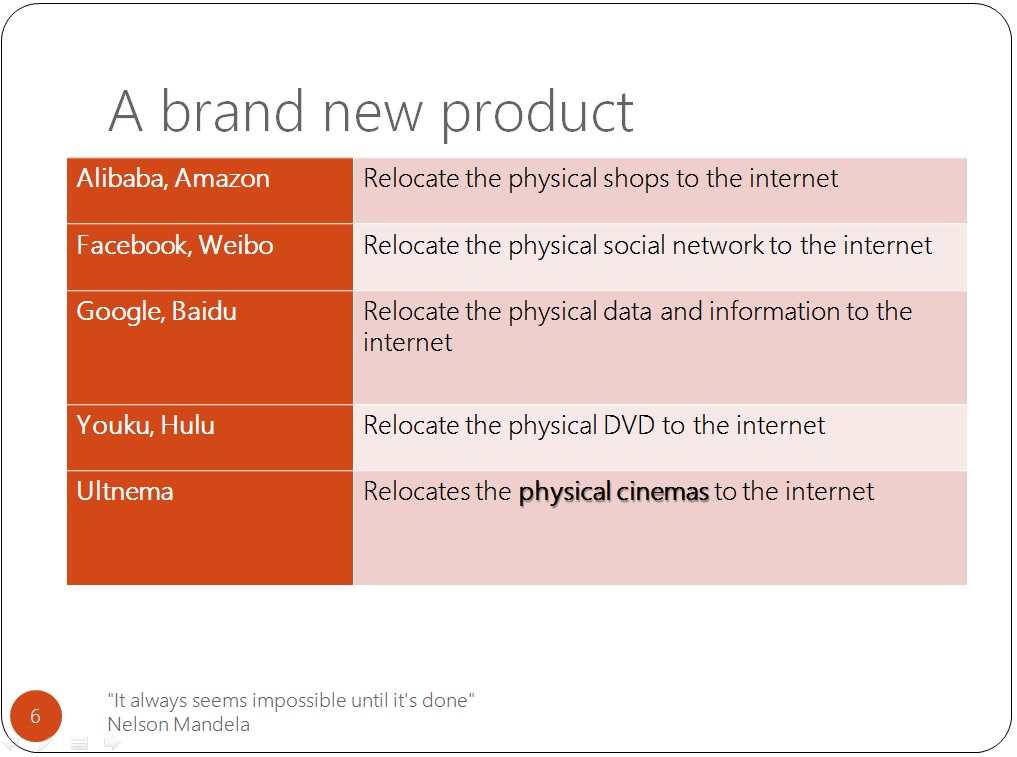 A brand new product
Alibaba, Amazon
Relocate the physical shops to the internet
Facebook, Weibo
Relocate the physical social network to the internet
Google, Baidu
Relocate the physical data and information to the
internet
Youku, Hulu
Relocate the physical DVD to the internet
Ultnema
Relocates the physical cinemas to the internet
"It always seems impossible until it's done"
Nelson Mandela
6